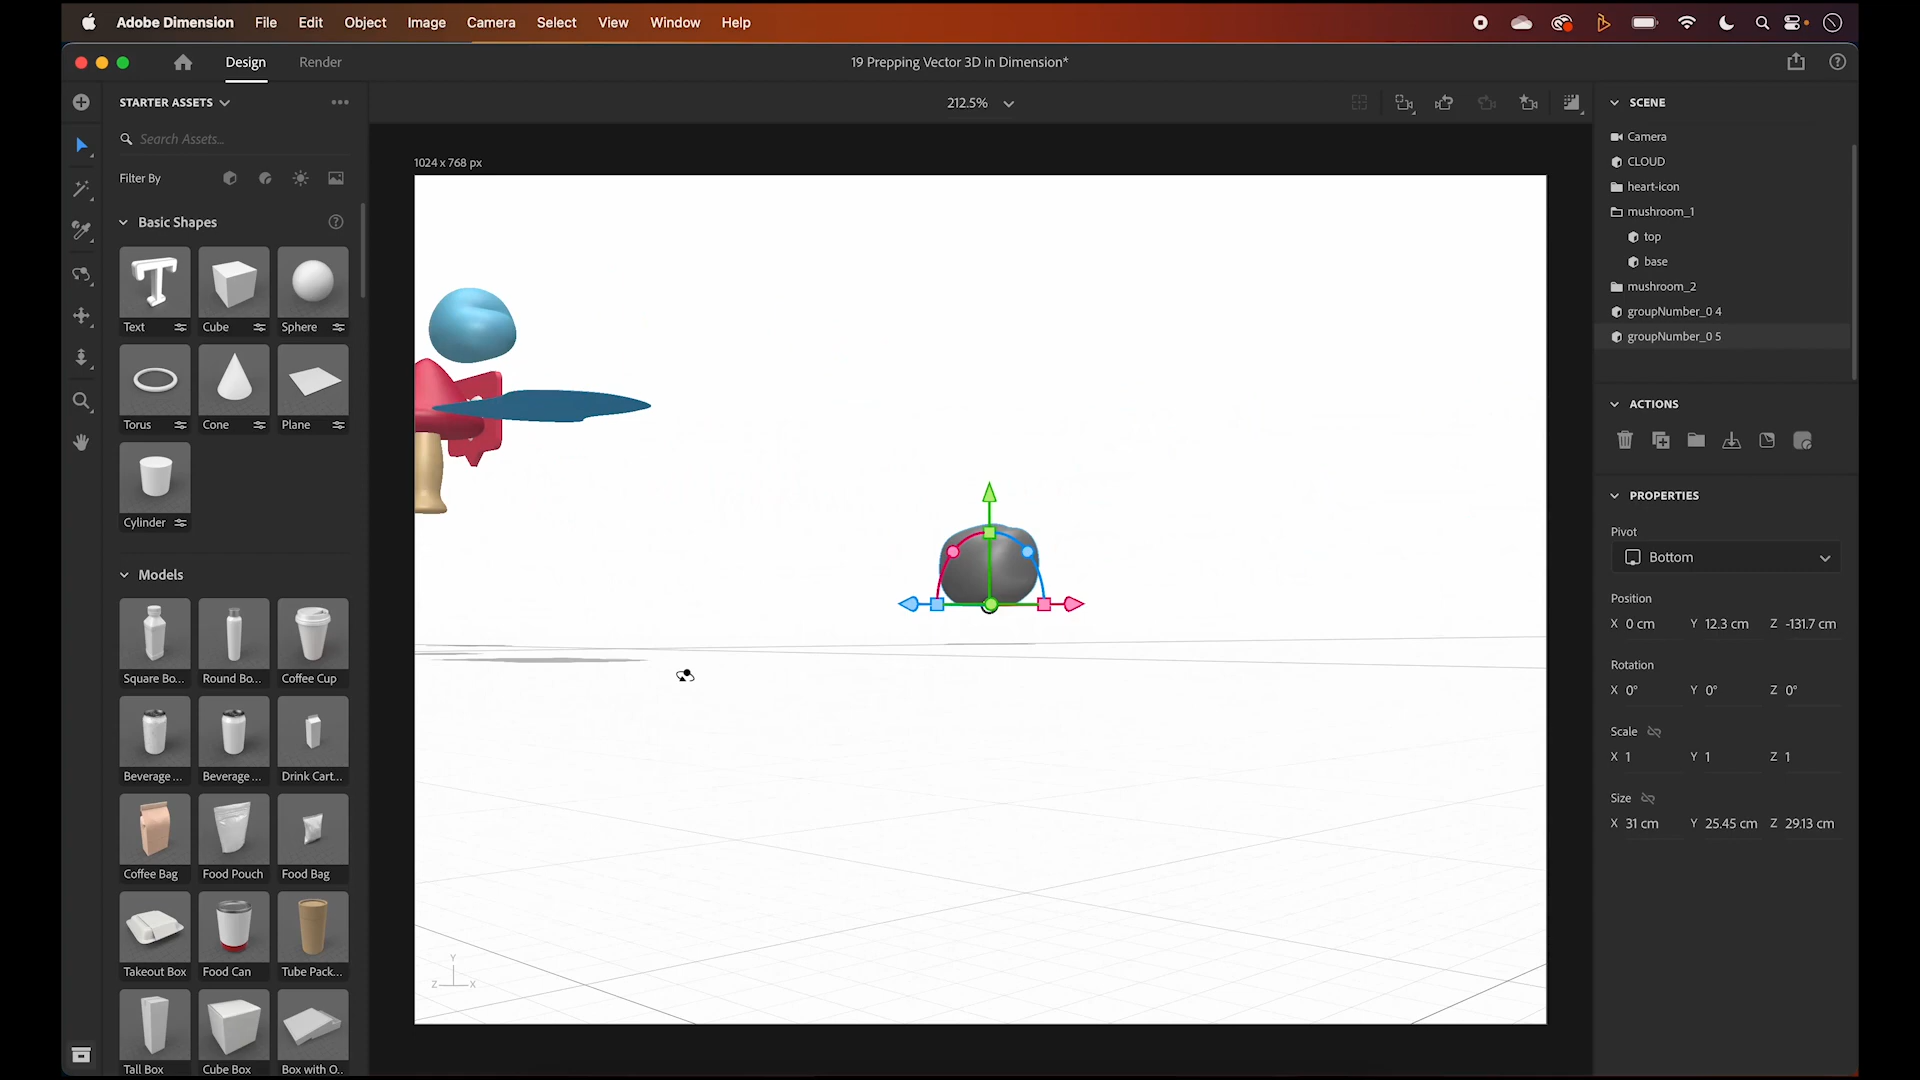 Adobe Dimension File Edit Object Image Camera Select View Window Help
Design Render 19 Prepping Vector 3D in Dimension*
STARTER ASSETS
Search Assets...
Filter By
Basic Shapes
Text Cube Sphere
Torus Cone Plane
Cylinder
Models
Square Bo... Round Bo... Coffee Cup
Beverage ... Beverage ... Drink Cart...
Coffee Bag Food Pouch Food Bag
Takeout Box Food Can Tube Pack...
Tall Box Cube Box Box with O..
212.5%
1024 x 768 px
Y
Z X
SCENE
Camera
CLOUD
heart-icon
mushroom_1
top
base
mushroom_2
groupNumber_0 4
groupNumber_0 5
ACTIONS
PROPERTIES
Pivot
Bottom
Position
X 0 cm Y 12.3 cm Z -131.7 cm
Rotation
X 0° Y 0° Z 0°
Scale
X 1 Y 1 Z 1
Size
X 31 cm Y 25.45 cm Z 29.13 cm